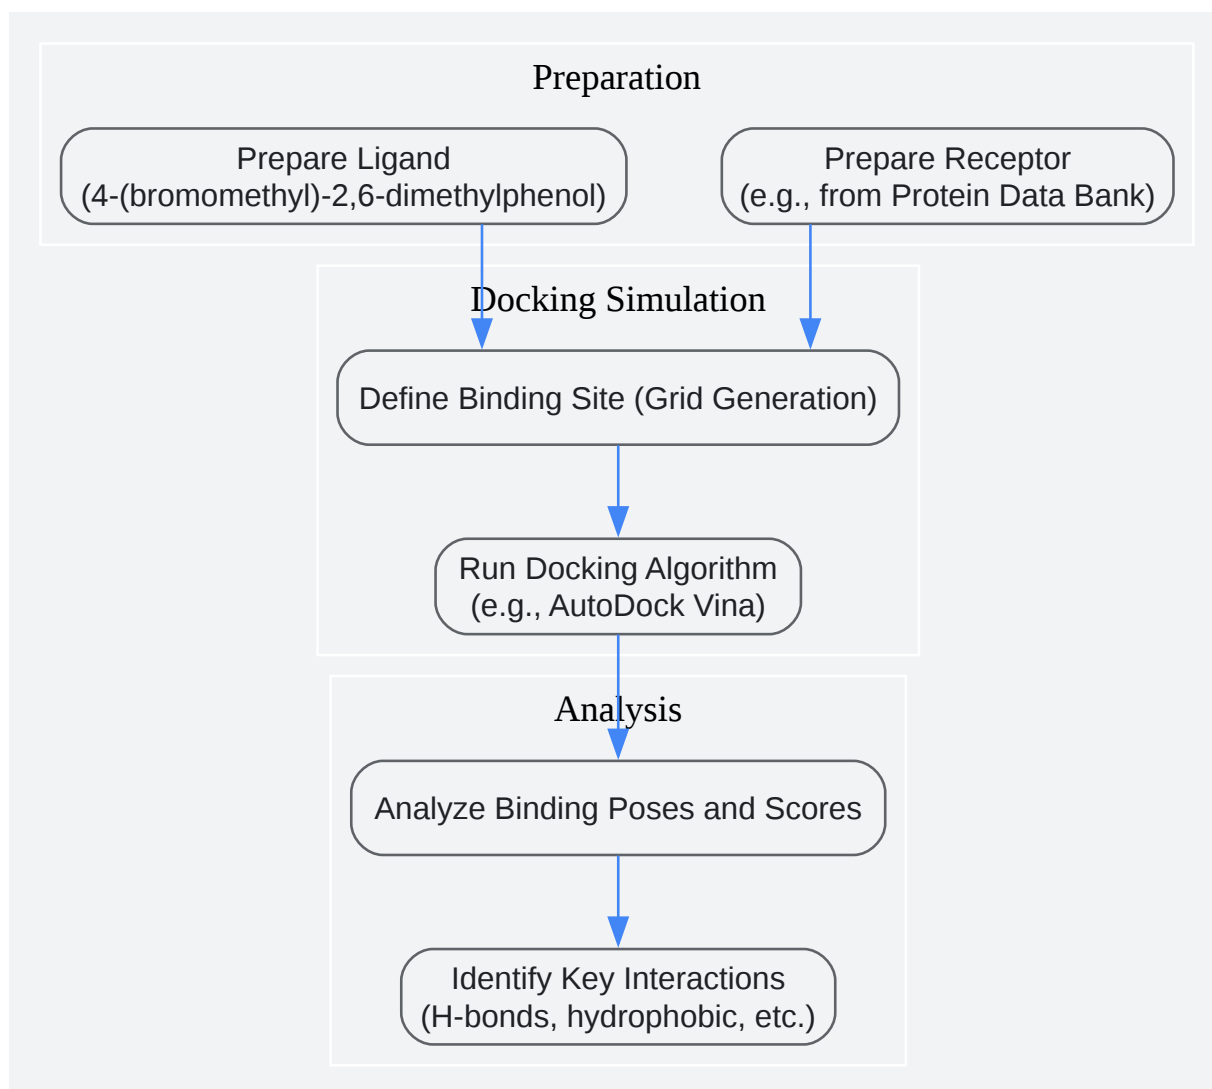 Preparation
Prepare Ligand
(4-(bromomethyl)-2,6-dimethylphenol)
Prepare Receptor
(e.g., from Protein Data Bank)
Docking Simulation
Define Binding Site (Grid Generation)
Run Docking Algorithm
(e.g., AutoDock Vina)
Analysis
Analyze Binding Poses and Scores
Identify Key Interactions
(H-bonds, hydrophobic, etc.)